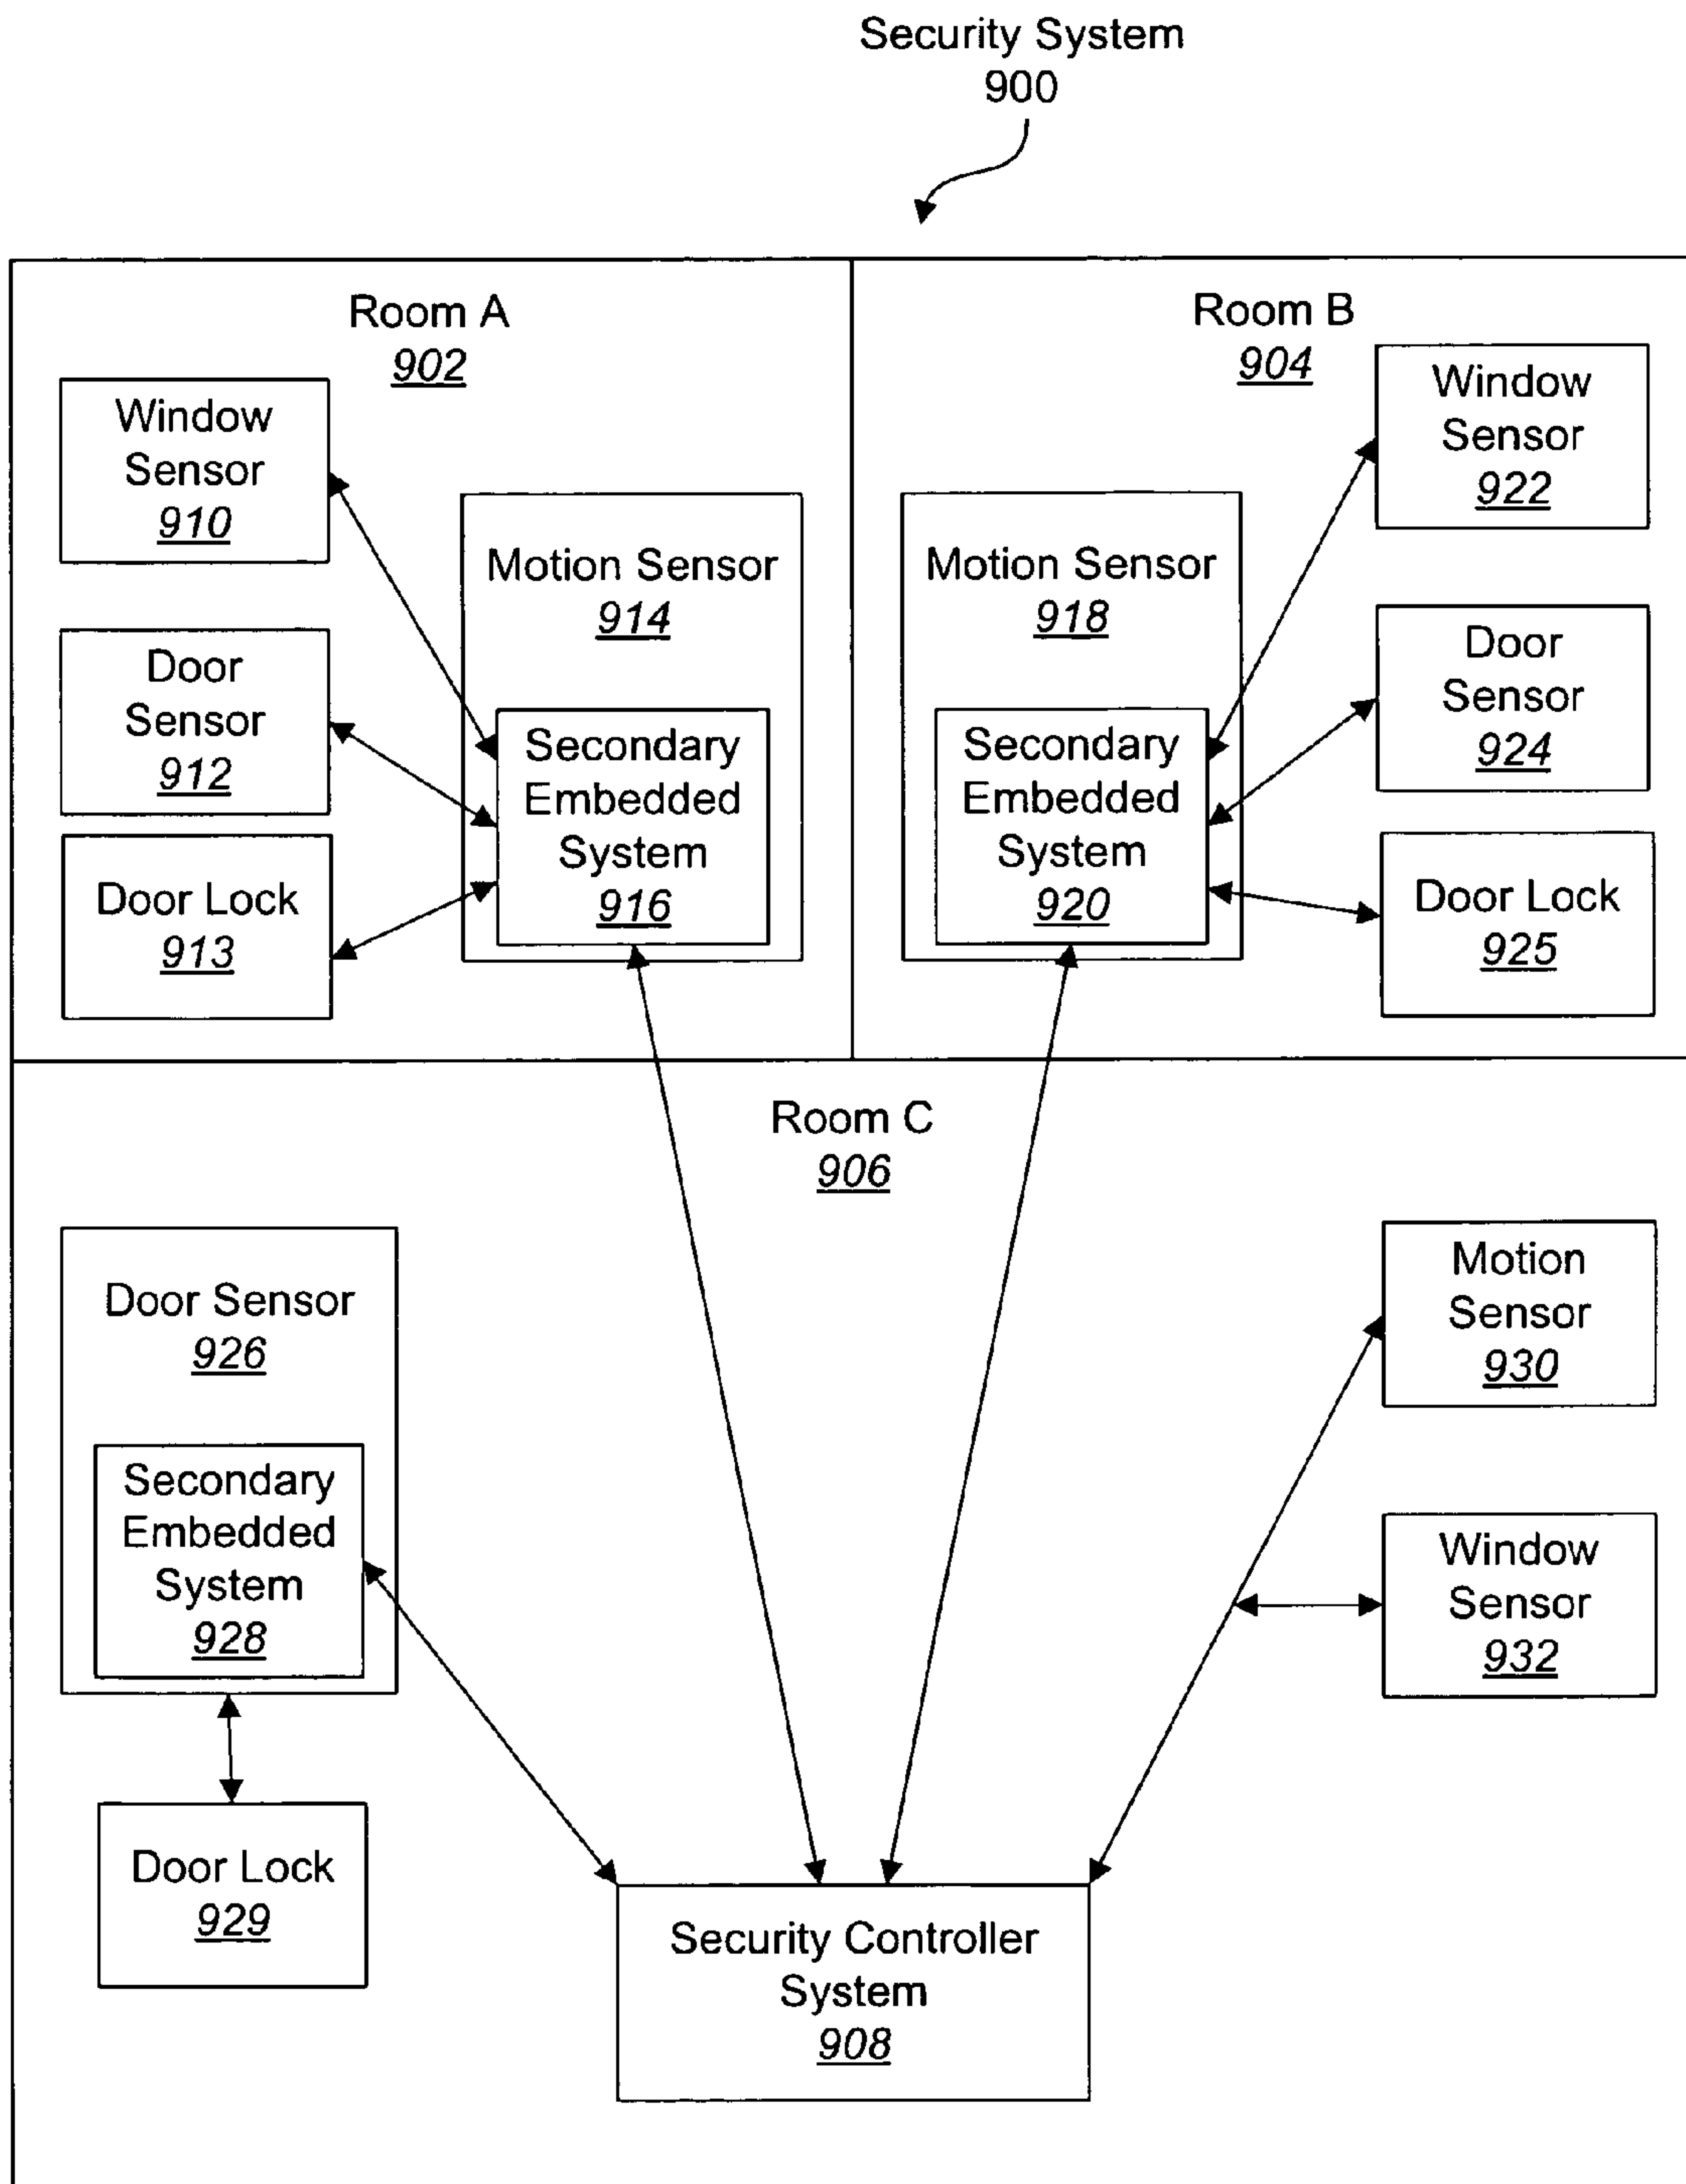 Security System
900
Room A
902
Window
Sensor
910
Door
Sensor
912
Door Lock
913
Motion Sensor
914
Secondary
Embedded
System
916
Room B
904
Motion Sensor
918
Secondary
Embedded
System
920
Window
Sensor
922
Door
Sensor
924
Door Lock
925
Room C
906
Door Sensor
926
Secondary
Embedded
System
928
Door Lock
929
Motion
Sensor
930
Window
Sensor
932
Security Controller
System
908